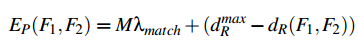 E_P(F_1, F_2) = Mλ_match + (d_R^max − d_R(F_1, F_2))